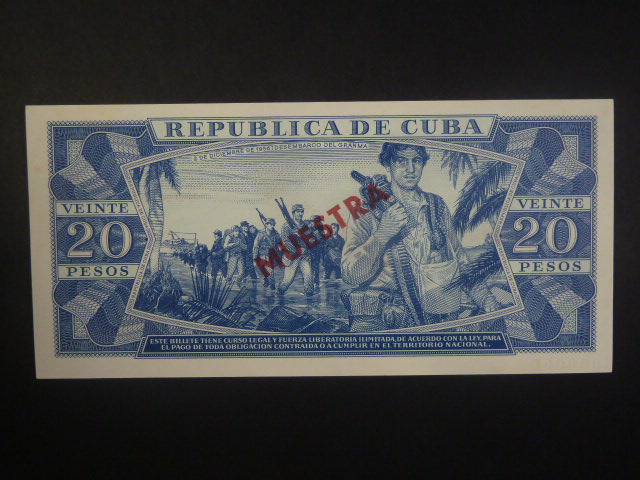 REPUBLICA DE CUBA
2 DE DICIEMBRE DE 1956: DESEMBARCO DEL GRANMA
VEINTE
20
PESOS
MUESTRA
VEINTE
20
PESOS
ESTE BILLETE TIENE CURSO LEGAL Y FUERZA LIBERATORIA ILIMITADA, DE ACUERDO CON LA LEY, PARA
EL PAGO DE TODA OBLIGACION CONTRAIDA O A CUMPLIR EN EL TERRITORIO NACIONAL.